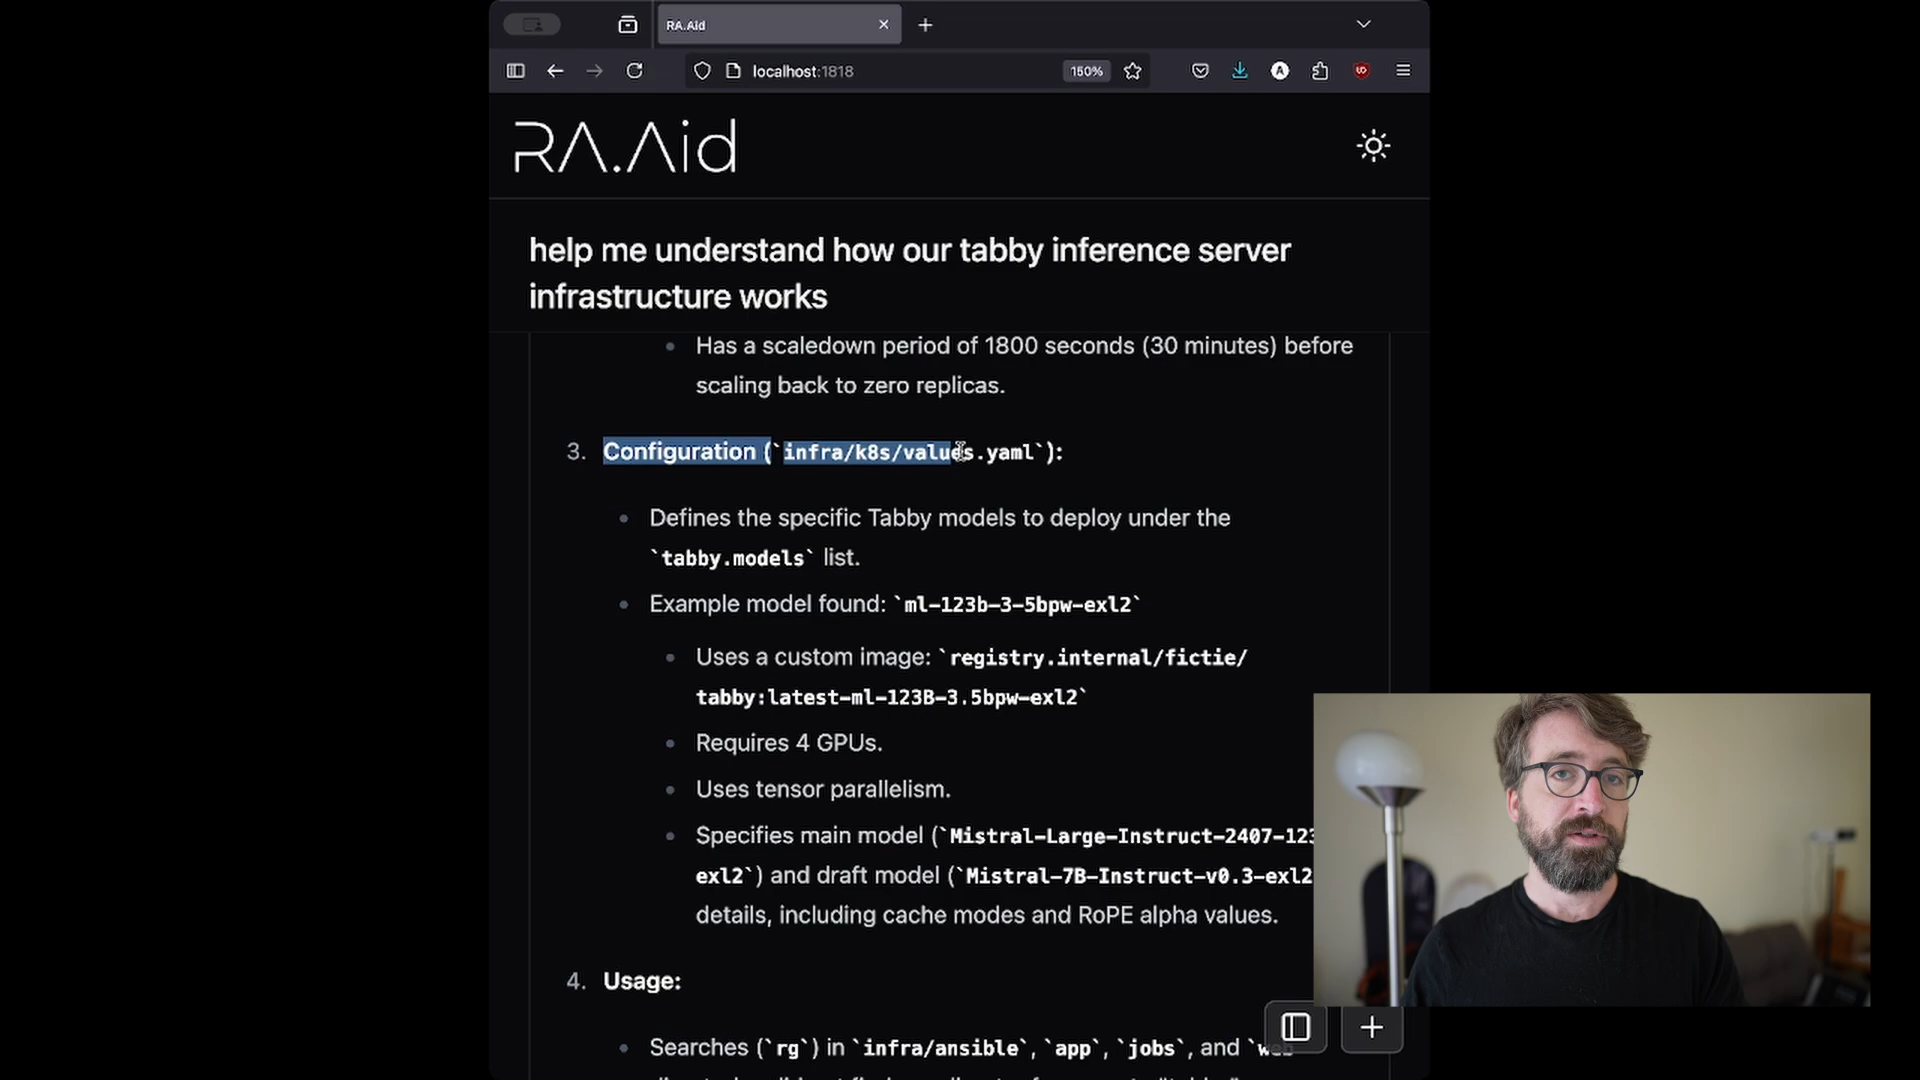 RA.Aid
localhost:1818
150%
RA.Aid
help me understand how our tabby inference server
infrastructure works
Has a scaledown period of 1800 seconds (30 minutes) before
scaling back to zero replicas.
3. Configuration (`infra/k8s/values.yaml`):
Defines the specific Tabby models to deploy under the
`tabby.models` list.
Example model found: `ml-123b-3-5bpw-exl2`
Uses a custom image: `registry.internal/fictie/
tabby:latest-ml-123B-3.5bpw-exl2`
Requires 4 GPUs.
Uses tensor parallelism.
Specifies main model (`Mistral-Large-Instruct-2407-123
exl2`) and draft model (`Mistral-7B-Instruct-v0.3-exl2
details, including cache modes and RoPE alpha values.
4. Usage:
Searches (`rg`) in `infra/ansible`, `app`, `jobs`, and `web